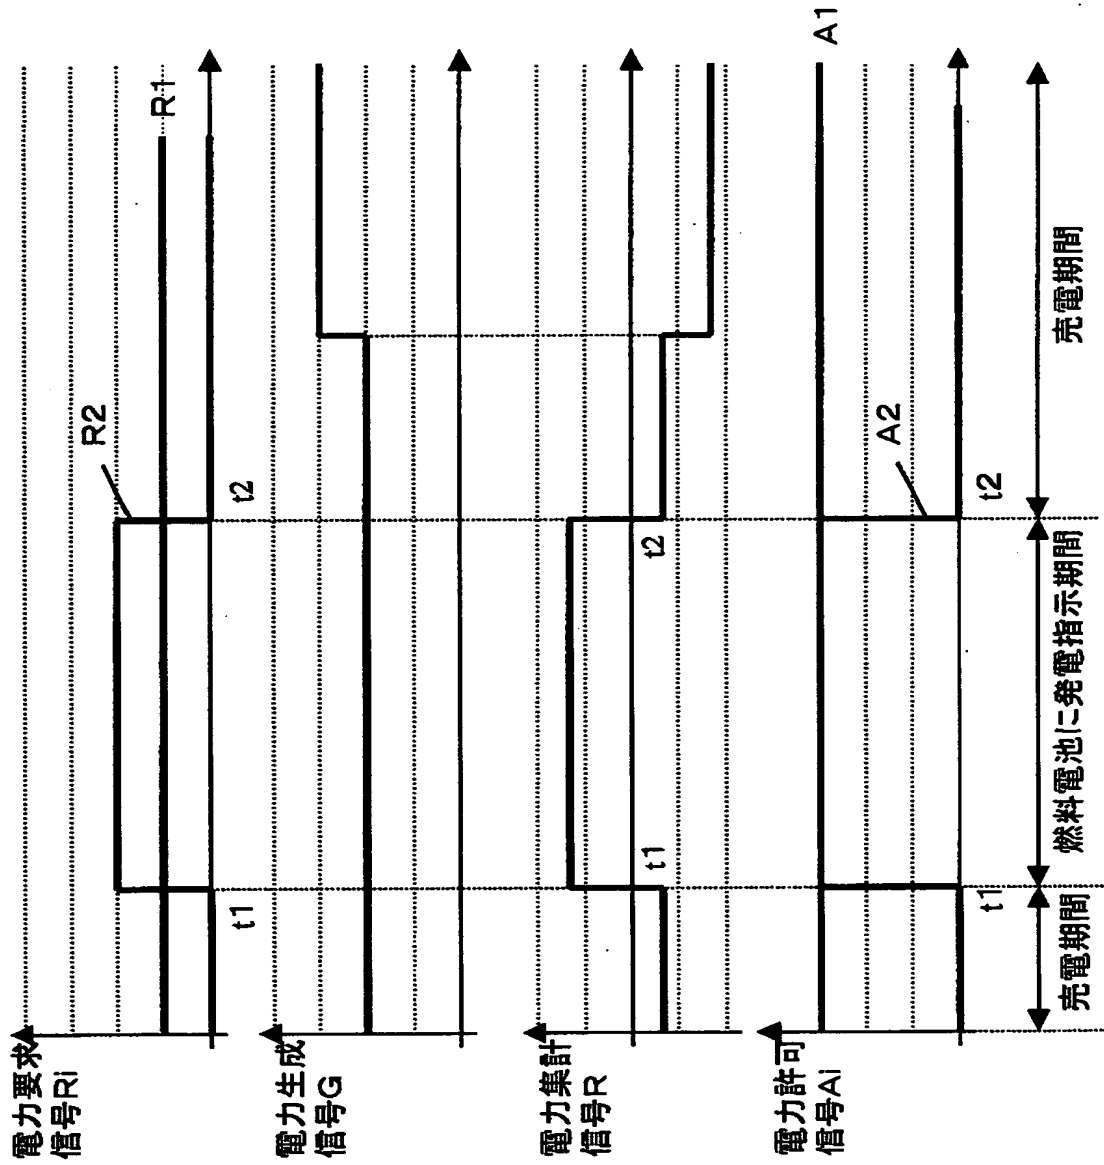 電力要求
信号Ri
R2
R1
t1
t2
電力生成
信号G
電力集計
信号R
t1
t2
電力許可
信号Ai
A1
A2
t1
t2
売電期間
燃料電池に発電指示期間
売電期間